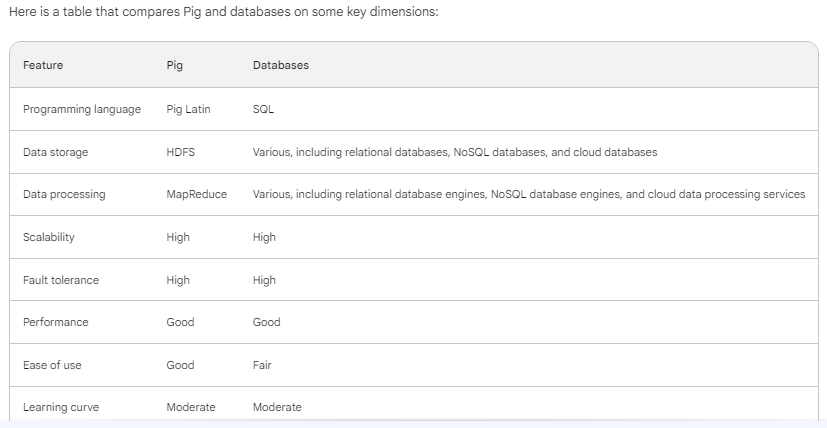 Here is a table that compares Pig and databases on some key dimensions:
Feature Pig Databases
Programming language Pig Latin SQL
Data storage HDFS Various, including relational databases, NoSQL databases, and cloud databases
Data processing MapReduce Various, including relational database engines, NoSQL database engines, and cloud data processing services
Scalability High High
Fault tolerance High High
Performance Good Good
Ease of use Good Fair
Learning curve Moderate Moderate